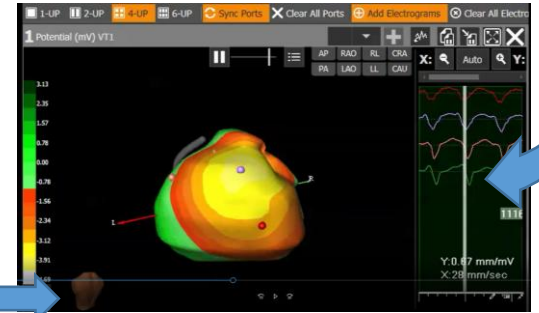 1-UP 2-UP 4-UP 6-UP Sync Ports Clear All Ports Add Electrograms Clear All Electro
1 Potential (mV) VT1
X: Auto Y:
AP RAO RL CRA
PA LAO LL CAU
3.13
2.35
1.57
0.78
0.00
-0.78
-1.56
-2.34
-3.12
-3.91
R
L
1116
Y:0.67 mm/mV
X:28 mm/sec